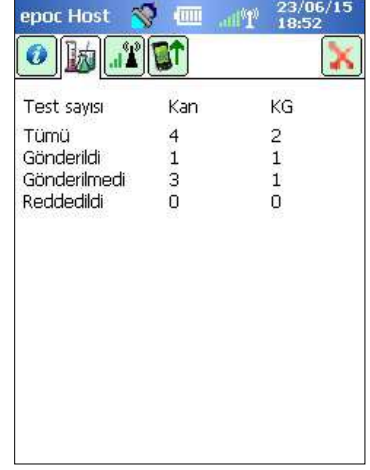 epoc Host 23/06/15
18:52
Test sayısı Kan KG
Tümü 4 2
Gönderildi 1 1
Gönderilmedi 3 1
Reddedildi 0 0